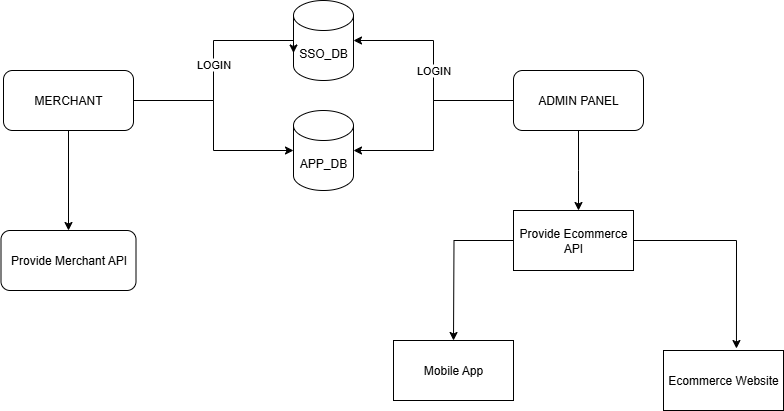 SSO_DB
LOGIN
LOGIN
MERCHANT
ADMIN PANEL
APP_DB
Provide Ecommerce
API
Provide Merchant API
Mobile App
Ecommerce Website